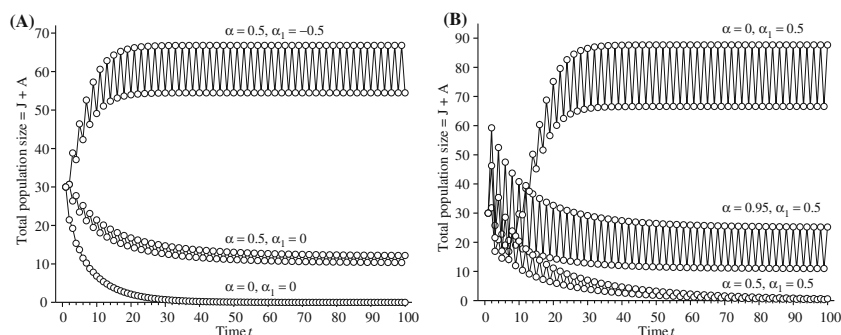 (A)
α = 0.5, α₁ = −0.5
70
60
50
40
30
20
10
0
Total population size = J + A
α = 0.5, α₁ = 0
α = 0, α₁ = 0
0 10 20 30 40 50 60 70 80 90 100
Time t
(B)
α = 0, α₁ = 0.5
90
80
70
60
50
40
30
20
10
0
Total population size = J + A
α = 0.95, α₁ = 0.5
α = 0.5, α₁ = 0.5
0 10 20 30 40 50 60 70 80 90 100
Time t